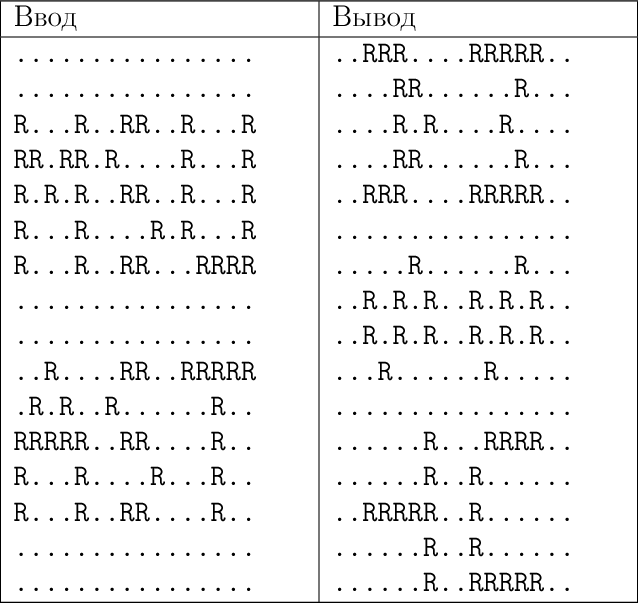 Ввод Вывод
................ ..RRR....RRRRR..
................ ....RR......R...
R...R..RR..R...R ....R.R....R....
RR.RR.R....R...R ....RR......R...
R.R.R..RR..R...R ..RRR....RRRRR..
R...R....R.R...R ................
R...R..RR...RRRR .....R......R...
................ ..R.R.R..R.R.R..
................ ..R.R.R..R.R.R..
..R....RR..RRRRR ...R......R.....
.R.R..R......R.. ................
RRRRR..RR....R.. ......R...RRRR..
R...R....R...R.. ......R..R......
R...R..RR....R.. ..RRRRR..R......
................ ......R..R......
................ ......R..RRRRR..